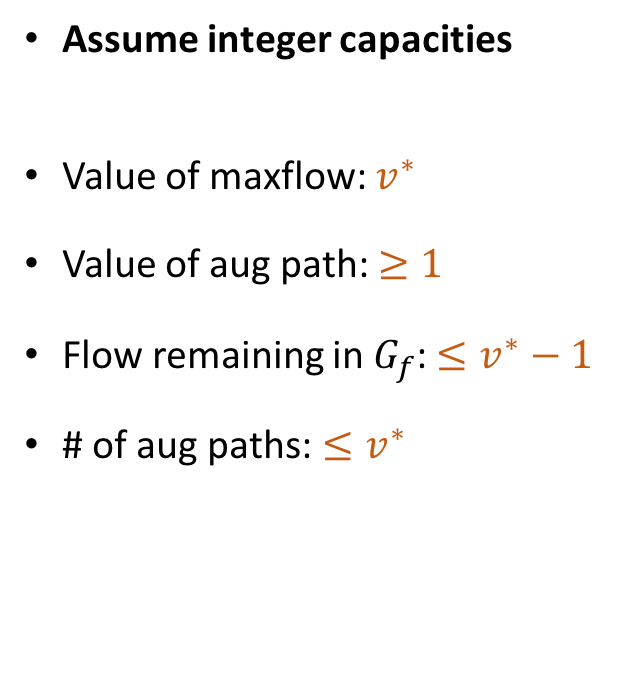 • Assume integer capacities
• Value of maxflow: v*
• Value of aug path: ≥ 1
• Flow remaining in G_f: ≤ v* − 1
• # of aug paths: ≤ v*